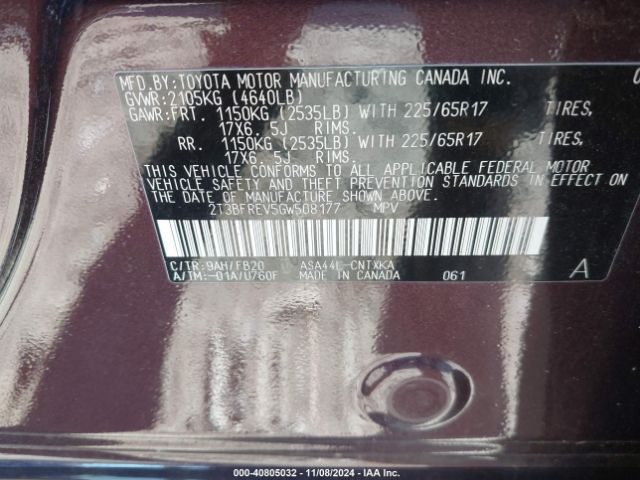 MFD.BY:TOYOTA MOTOR MANUFACTURING CANADA INC.
GVWR:2105KG (4640LB)
GAWR:FRT. 1150KG (2535LB) WITH 225/65R17 TIRES,
17X6. 5J RIMS.
RR. 1150KG (2535LB) WITH 225/65R17 TIRES,
17X6. 5J RIMS.
THIS VEHICLE CONFORMS TO ALL APPLICABLE FEDERAL MOTOR
VEHICLE SAFETY AND THEFT PREVENTION STANDARDS IN EFFECT ON
THE DATE OF MANUFACTURE SHOWN ABOVE.
2T3BFREV5GW508177 MPV
C/TR:9AH/FB20 ASA44L-CNTXKA
A/TM:-01A/U760F MADE IN CANADA 061 A
000-40805032 - 11/08/2024 - IAA Inc.